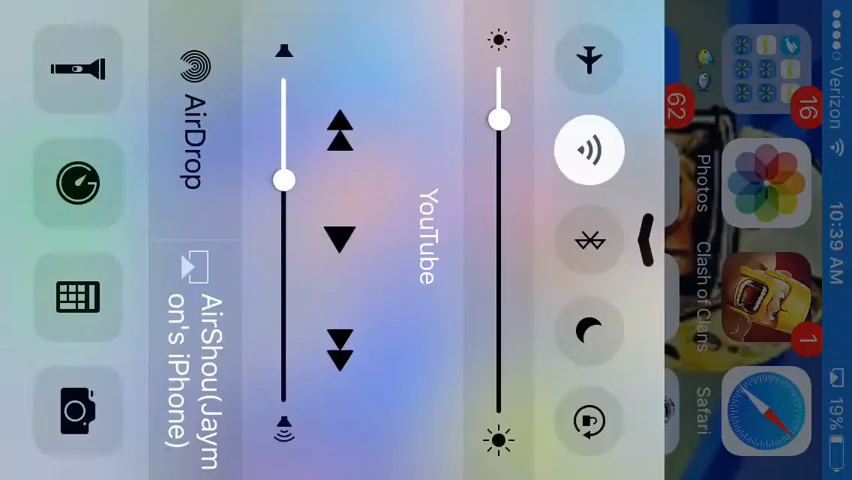 Verizon
10:39 AM
19%
16
1
Photos
Clash of Clans
Safari
62
YouTube
AirDrop
AirShou(Jaym
on's iPhone)